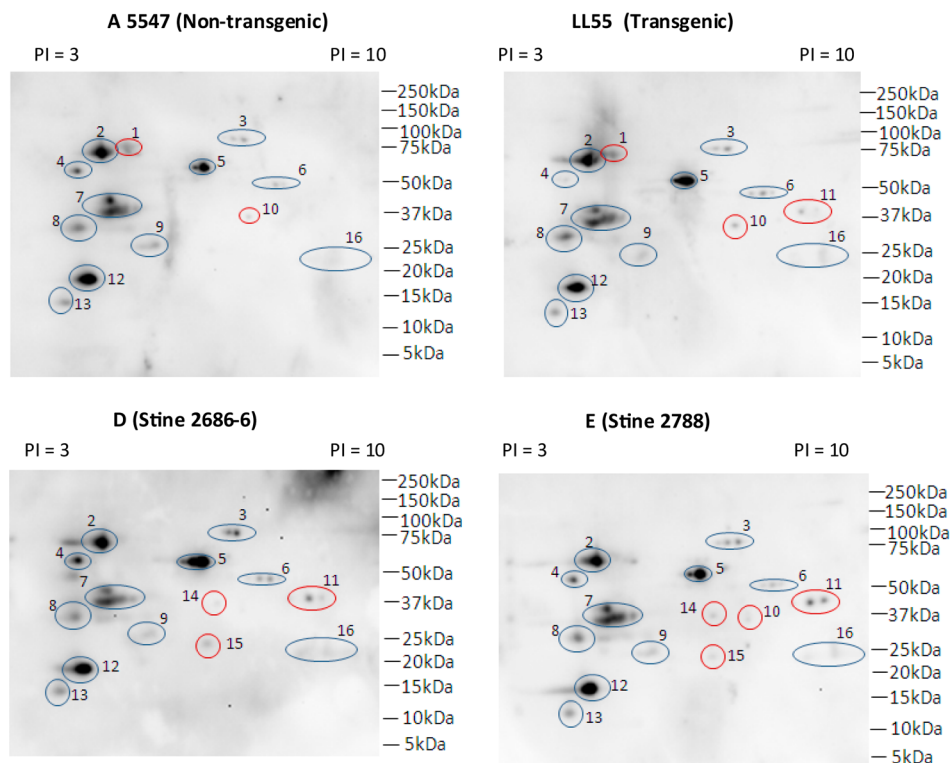 A 5547 (Non-transgenic)
PI = 3 PI = 10
250kDa
150kDa
100kDa
75kDa
50kDa
37kDa
25kDa
20kDa
15kDa
10kDa
5kDa
2 1 3
4 5
6
7
8 9 10
16
12
13
LL55 (Transgenic)
PI = 3 PI = 10
250kDa
150kDa
100kDa
75kDa
50kDa
37kDa
25kDa
20kDa
15kDa
10kDa
5kDa
2 1 3
4 5
6 11
7
8 9 10
16
12
13
D (Stine 2686-6)
PI = 3 PI = 10
250kDa
150kDa
100kDa
75kDa
50kDa
37kDa
25kDa
20kDa
15kDa
10kDa
5kDa
2 3
4 5
6 11
7 14
8 9
15 16
12
13
E (Stine 2788)
PI = 3 PI = 10
250kDa
150kDa
100kDa
75kDa
50kDa
37kDa
25kDa
20kDa
15kDa
10kDa
5kDa
2 3
4 5
6 11
7 14 10
8 9
15 16
12
13